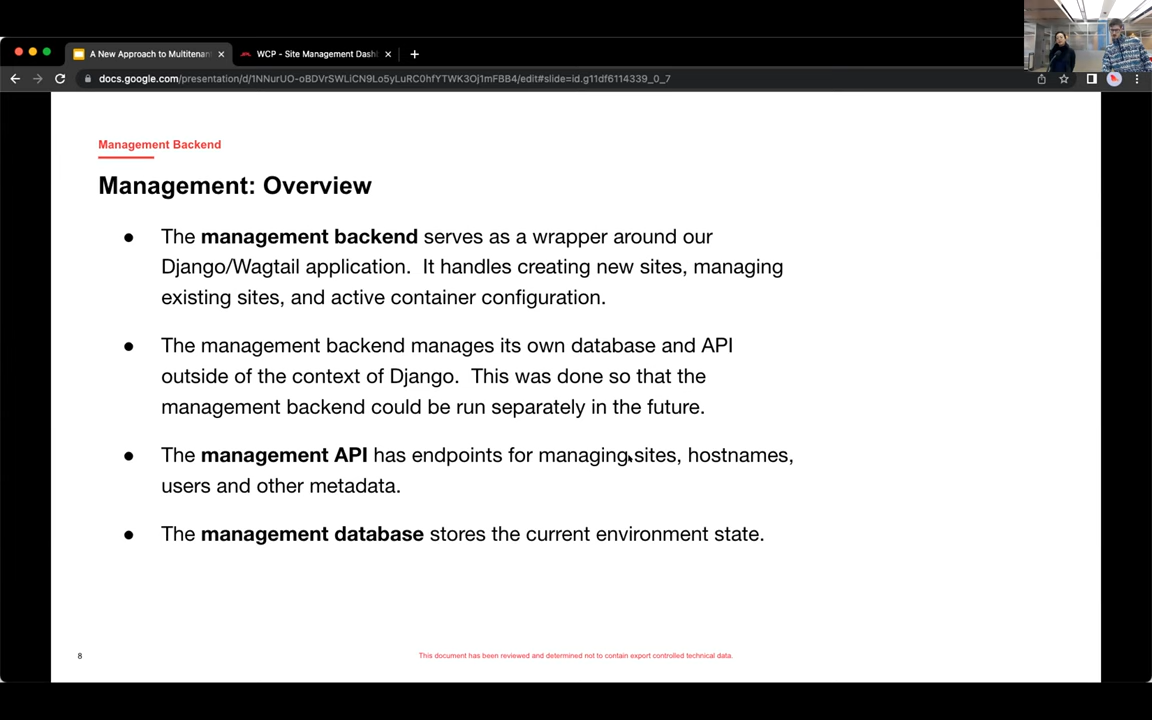 A New Approach to Multitenan
WCP - Site Management Dash
docs.google.com/presentation/d/1NNurUO-oBDVrSWLlCN9Lo5yLuRC0hfYTWK3Oj1mFBB4/edit#slide=id.g11df6114339_0_7
Management Backend
Management: Overview
● The management backend serves as a wrapper around our
Django/Wagtail application. It handles creating new sites, managing
existing sites, and active container configuration.
● The management backend manages its own database and API
outside of the context of Django. This was done so that the
management backend could be run separately in the future.
● The management API has endpoints for managing sites, hostnames,
users and other metadata.
● The management database stores the current environment state.
8
This document has been reviewed and determined not to contain export controlled technical data.